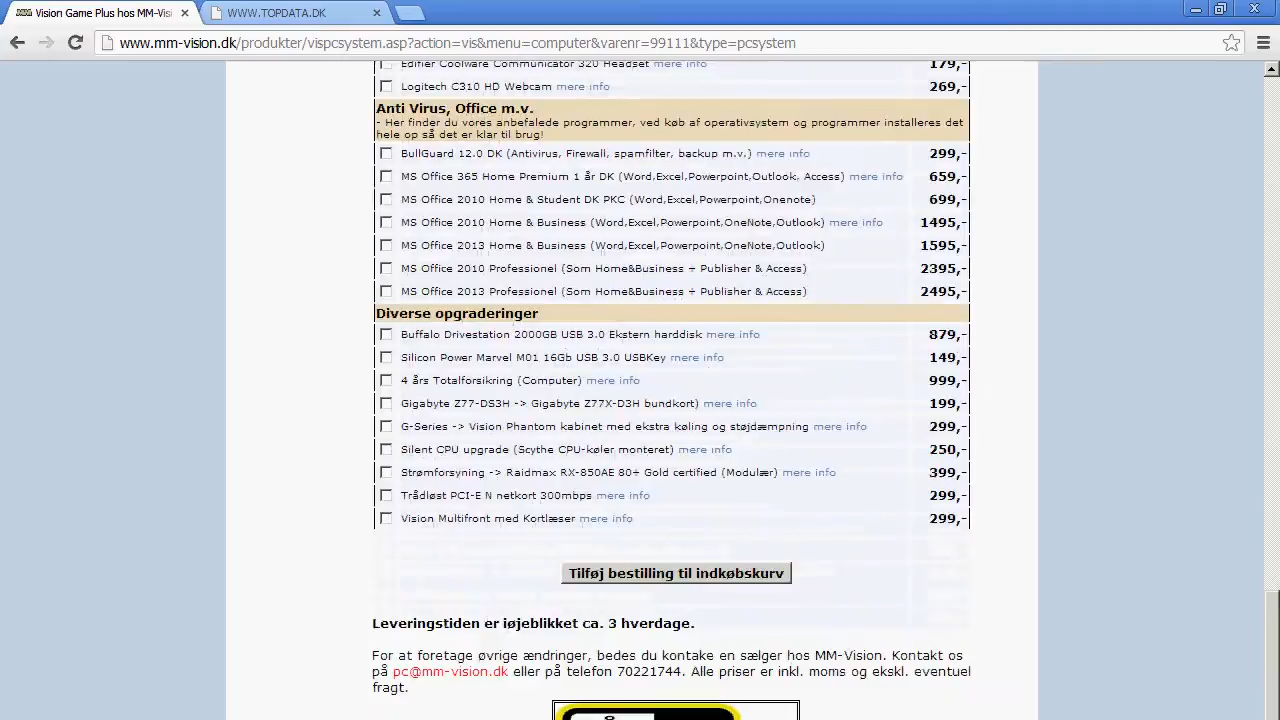 Vision Game Plus hos MM-Visi
WWW.TOPDATA.DK
www.mm-vision.dk/produkter/vispcsystem.asp?action=vis&menu=computer&varenr=99111&type=pcsystem
Edifier Coolware Communicator 320 Headset mere info 179,-
Logitech C310 HD Webcam mere info 269,-
Anti Virus, Office m.v.
- Her finder du vores anbefalede programmer, ved køb af operativsystem og programmer installeres det
hele op så det er klar til brug!
BullGuard 12.0 DK (Antivirus, Firewall, spamfilter, backup m.v.) mere info 299,-
MS Office 365 Home Premium 1 år DK (Word,Excel,Powerpoint,Outlook, Access) mere info 659,-
MS Office 2010 Home & Student DK PKC (Word,Excel,Powerpoint,Onenote) 699,-
MS Office 2010 Home & Business (Word,Excel,Powerpoint,OneNote,Outlook) mere info 1495,-
MS Office 2013 Home & Business (Word,Excel,Powerpoint,OneNote,Outlook) 1595,-
MS Office 2010 Professionel (Som Home&Business + Publisher & Access) 2395,-
MS Office 2013 Professionel (Som Home&Business + Publisher & Access) 2495,-
Diverse opgraderinger
Buffalo Drivestation 2000GB USB 3.0 Ekstern harddisk mere info 879,-
Silicon Power Marvel M01 16Gb USB 3.0 USBKey mere info 149,-
4 års Totalforsikring (Computer) mere info 999,-
Gigabyte Z77-DS3H -> Gigabyte Z77X-D3H bundkort) mere info 199,-
G-Series -> Vision Phantom kabinet med ekstra køling og støjdæmpning mere info 299,-
Silent CPU upgrade (Scythe CPU-køler monteret) mere info 250,-
Strømforsyning -> Raidmax RX-850AE 80+ Gold certified (Modulær) mere info 399,-
Trådløst PCI-E N netkort 300mbps mere info 299,-
Vision Multifront med Kortlæser mere info 299,-
Tilføj bestilling til indkøbskurv
Leveringstiden er iøjeblikket ca. 3 hverdage.
For at foretage øvrige ændringer, bedes du kontake en sælger hos MM-Vision. Kontakt os
på pc@mm-vision.dk eller på telefon 70221744. Alle priser er inkl. moms og ekskl. eventuel
fragt.